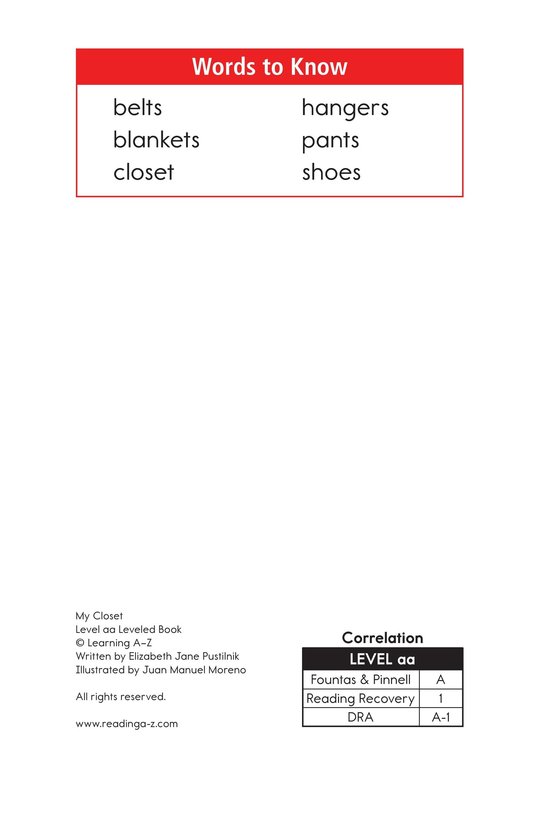 Words to Know
belts
blankets
closet
hangers
pants
shoes
My Closet
Level aa Leveled Book
© Learning A–Z
Written by Elizabeth Jane Pustilnik
Illustrated by Juan Manuel Moreno
All rights reserved.
www.readinga-z.com
Correlation
LEVEL aa
Fountas & Pinnell A
Reading Recovery 1
DRA A-1